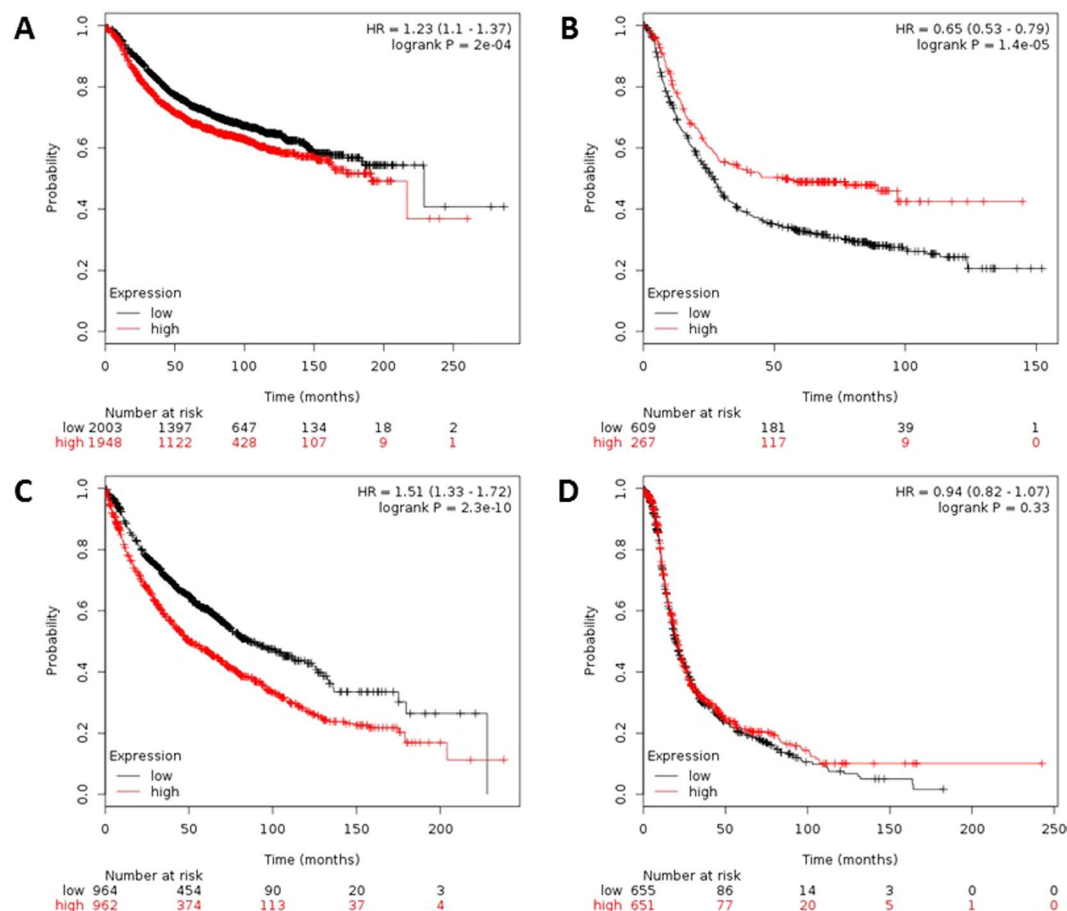 A
HR = 1.23 (1.1 - 1.37)
logrank P = 2e-04
Probability
1.0
0.8
0.6
0.4
0.2
0.0
Expression
low
high
0 50 100 150 200 250
Time (months)
Number at risk
low 2003 1397 647 134 18 2
high 1948 1122 428 107 9 1
B
HR = 0.65 (0.53 - 0.79)
logrank P = 1.4e-05
Probability
1.0
0.8
0.6
0.4
0.2
0.0
Expression
low
high
0 50 100 150
Time (months)
Number at risk
low 609 181 39 1
high 267 117 9 0
C
HR = 1.51 (1.33 - 1.72)
logrank P = 2.3e-10
Probability
1.0
0.8
0.6
0.4
0.2
0.0
Expression
low
high
0 50 100 150 200
Time (months)
Number at risk
low 964 454 90 20 3
high 962 374 113 37 4
D
HR = 0.94 (0.82 - 1.07)
logrank P = 0.33
Probability
1.0
0.8
0.6
0.4
0.2
0.0
Expression
low
high
0 50 100 150 200 250
Time (months)
Number at risk
low 655 86 14 3 0 0
high 651 77 20 5 1 0